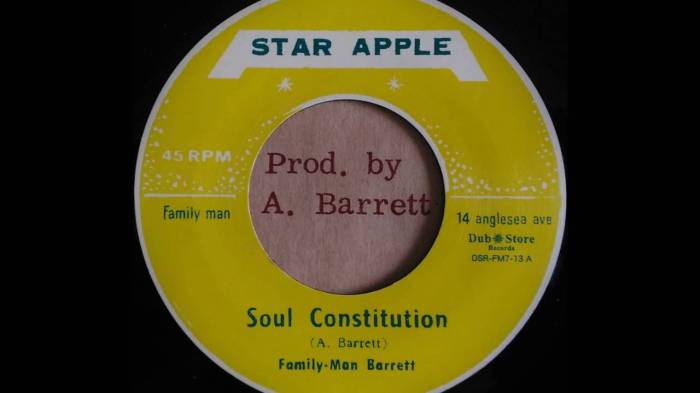 STAR APPLE
45 RPM
Prod. by
A. Barrett
Family man
14 anglesea ave
Dub Store
Records
DSR-FM7-13 A
Soul Constitution
(A. Barrett)
Family-Man Barrett